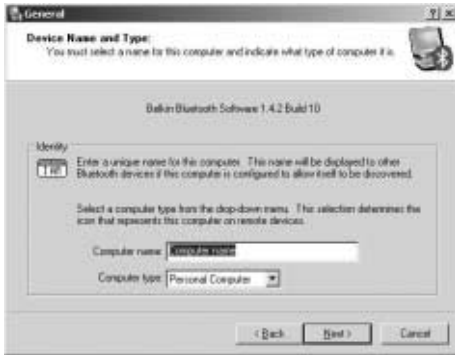 General
Device Name and Type:
You must select a name for this computer and indicate what type of computer it is.
Belkin Bluetooth Software 1.4.2 Build 10
Identity
Enter a unique name for this computer. This name will be displayed to other
Bluetooth devices if this computer is configured to allow itself to be discovered.
Select a computer type from the drop-down menu. This selection determines the
icon that represents this computer on remote devices.
Computer name: Computer name
Computer type: Personal Computer
< Back Next > Cancel